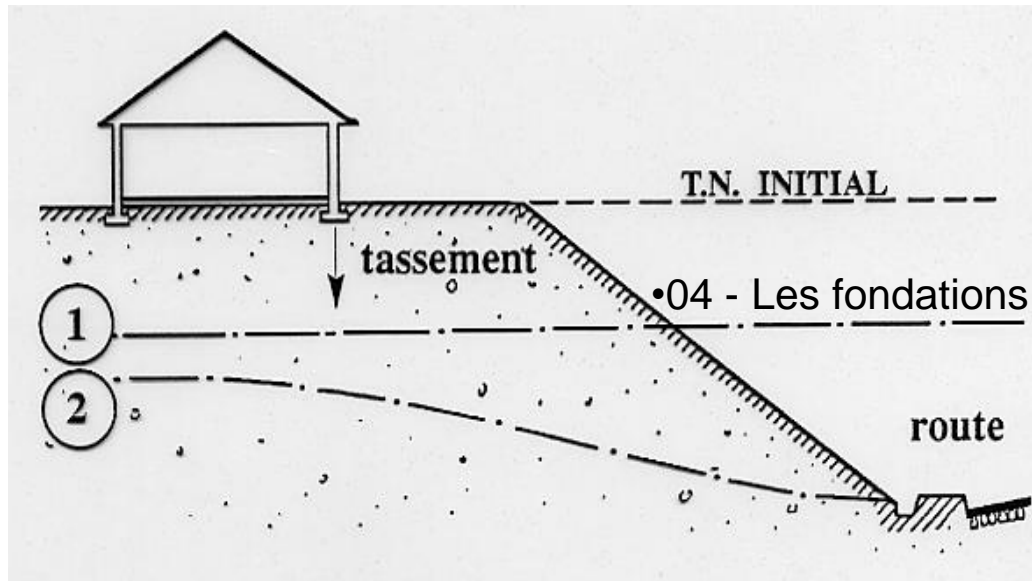 T.N. INITIAL
tassement
•04 - Les fondations
1
2
route